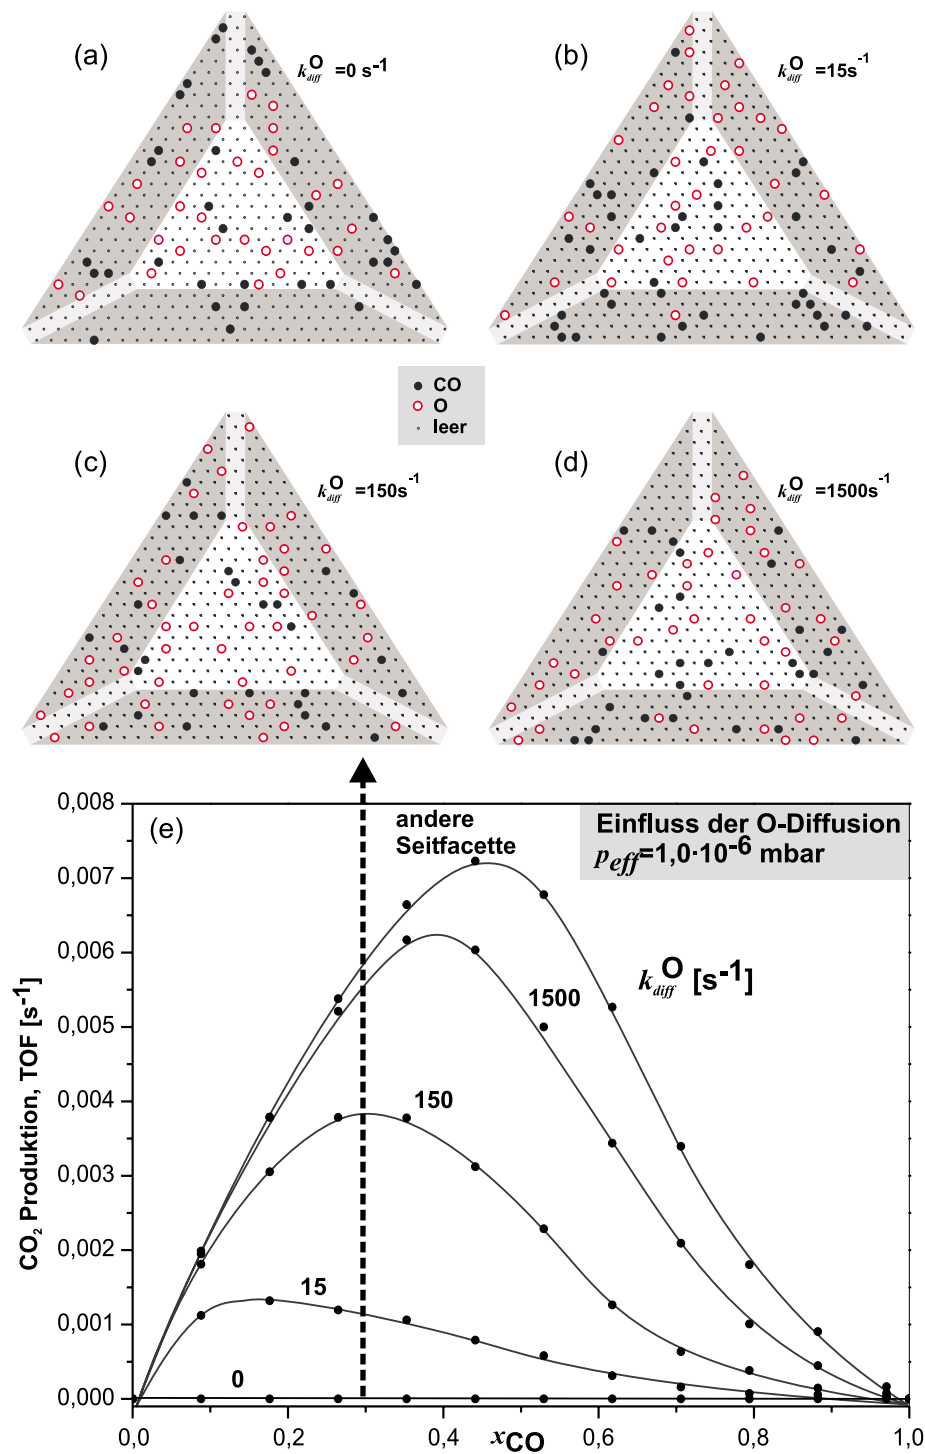 (a)
k_diff^O =0 s⁻¹
(b)
k_diff^O =15s⁻¹
CO
O
leer
(c)
k_diff^O =150s⁻¹
(d)
k_diff^O =1500s⁻¹
(e)
andere
Seitfacette
Einfluss der O-Diffusion
p_eff=1,0·10⁻⁶ mbar
k_diff^O [s⁻¹]
1500
150
15
0
CO₂ Produktion, TOF [s⁻¹]
0,008
0,007
0,006
0,005
0,004
0,003
0,002
0,001
0,000
0,0 0,2 0,4 0,6 0,8 1,0
x_CO